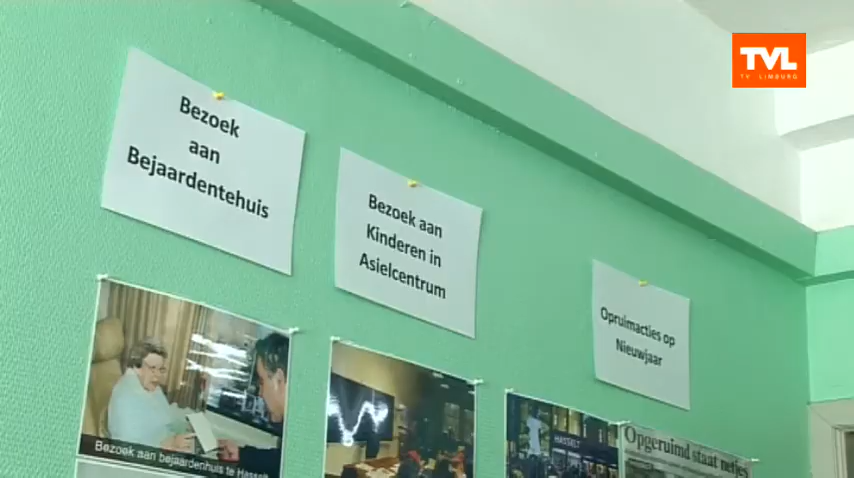 TVL
TV LIMBURG
Bezoek
aan
Bejaardentehuis
Bezoek aan
Kinderen in
Asielcentrum
Opruimacties op
Nieuwjaar
Bezoek aan bejaardenhuis te Hasselt
HASSELT
Opgeruimd staat netjes